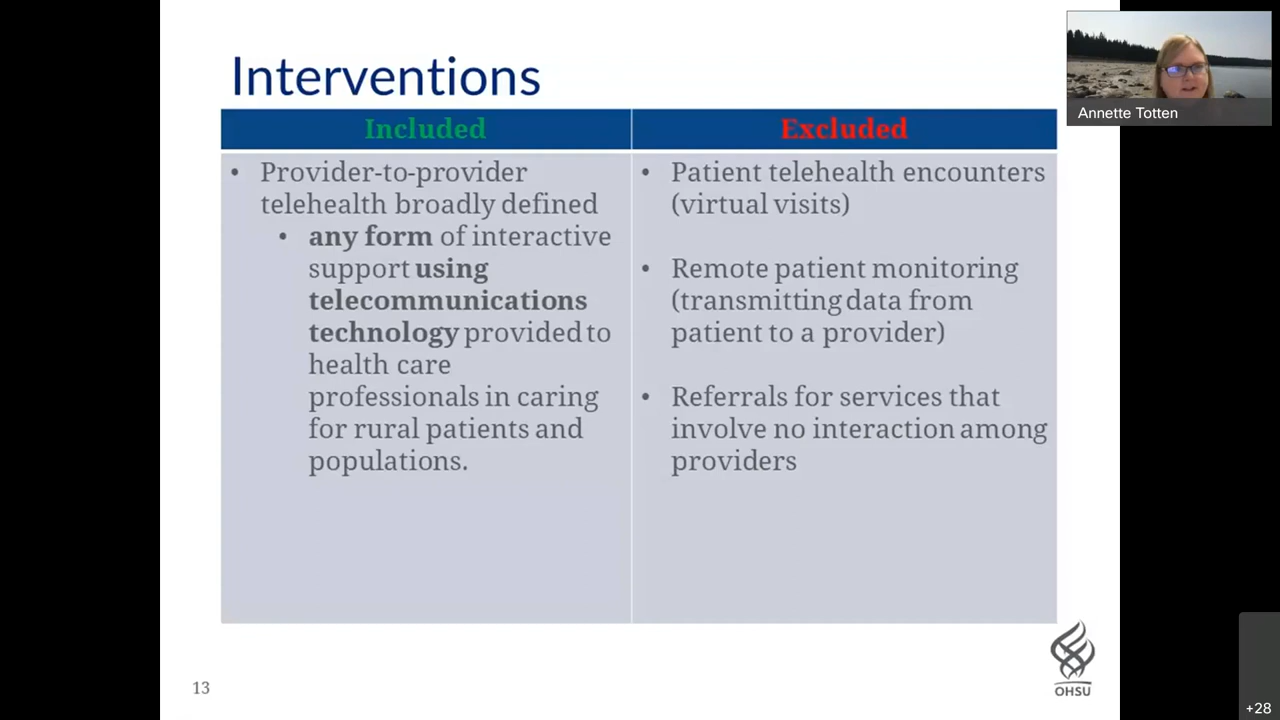 Interventions
Included
Excluded
• Provider-to-provider
telehealth broadly defined
• any form of interactive
support using
telecommunications
technology provided to
health care
professionals in caring
for rural patients and
populations.
• Patient telehealth encounters
(virtual visits)
• Remote patient monitoring
(transmitting data from
patient to a provider)
• Referrals for services that
involve no interaction among
providers
13
OHSU
Annette Totten
+28